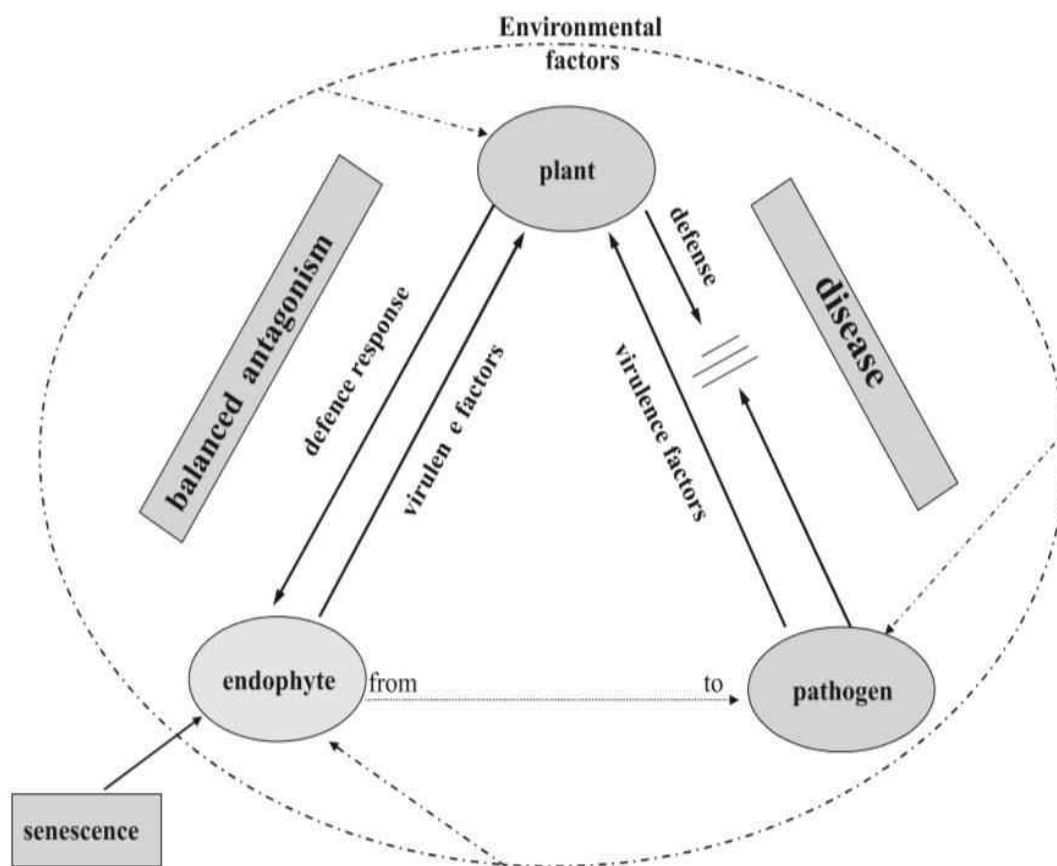 Environmental
factors
plant
defense
balanced antagonism
disease
defence response
virulen e factors
virulence factors
endophyte
from
to
pathogen
senescence